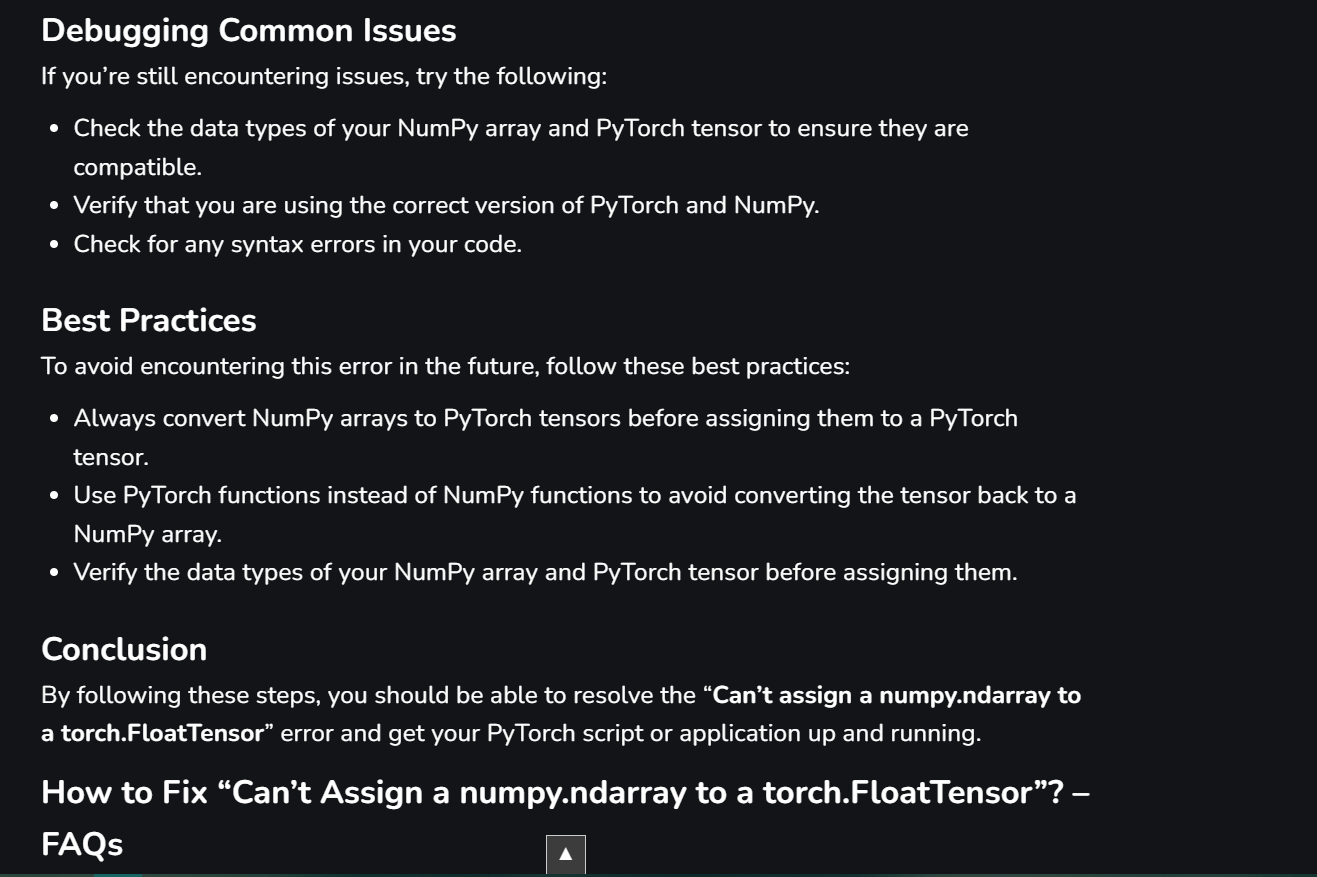 Debugging Common Issues
If you’re still encountering issues, try the following:
• Check the data types of your NumPy array and PyTorch tensor to ensure they are
compatible.
• Verify that you are using the correct version of PyTorch and NumPy.
• Check for any syntax errors in your code.
Best Practices
To avoid encountering this error in the future, follow these best practices:
• Always convert NumPy arrays to PyTorch tensors before assigning them to a PyTorch
tensor.
• Use PyTorch functions instead of NumPy functions to avoid converting the tensor back to a
NumPy array.
• Verify the data types of your NumPy array and PyTorch tensor before assigning them.
Conclusion
By following these steps, you should be able to resolve the “Can’t assign a numpy.ndarray to
a torch.FloatTensor” error and get your PyTorch script or application up and running.
How to Fix “Can’t Assign a numpy.ndarray to a torch.FloatTensor”? –
FAQs